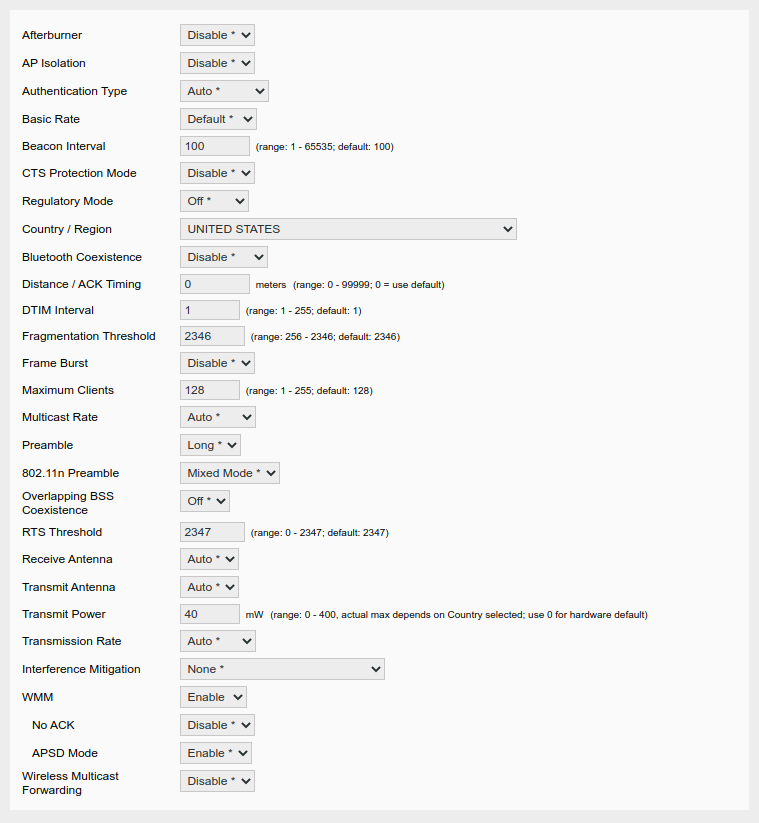 Afterburner Disable *
AP Isolation Disable *
Authentication Type Auto *
Basic Rate Default *
Beacon Interval 100 (range: 1 - 65535; default: 100)
CTS Protection Mode Disable *
Regulatory Mode Off *
Country / Region UNITED STATES
Bluetooth Coexistence Disable *
Distance / ACK Timing 0 meters (range: 0 - 99999; 0 = use default)
DTIM Interval 1 (range: 1 - 255; default: 1)
Fragmentation Threshold 2346 (range: 256 - 2346; default: 2346)
Frame Burst Disable *
Maximum Clients 128 (range: 1 - 255; default: 128)
Multicast Rate Auto *
Preamble Long *
802.11n Preamble Mixed Mode *
Overlapping BSS
Coexistence Off *
RTS Threshold 2347 (range: 0 - 2347; default: 2347)
Receive Antenna Auto *
Transmit Antenna Auto *
Transmit Power 40 mW (range: 0 - 400, actual max depends on Country selected; use 0 for hardware default)
Transmission Rate Auto *
Interference Mitigation None *
WMM Enable
No ACK Disable *
APSD Mode Enable *
Wireless Multicast
Forwarding Disable *